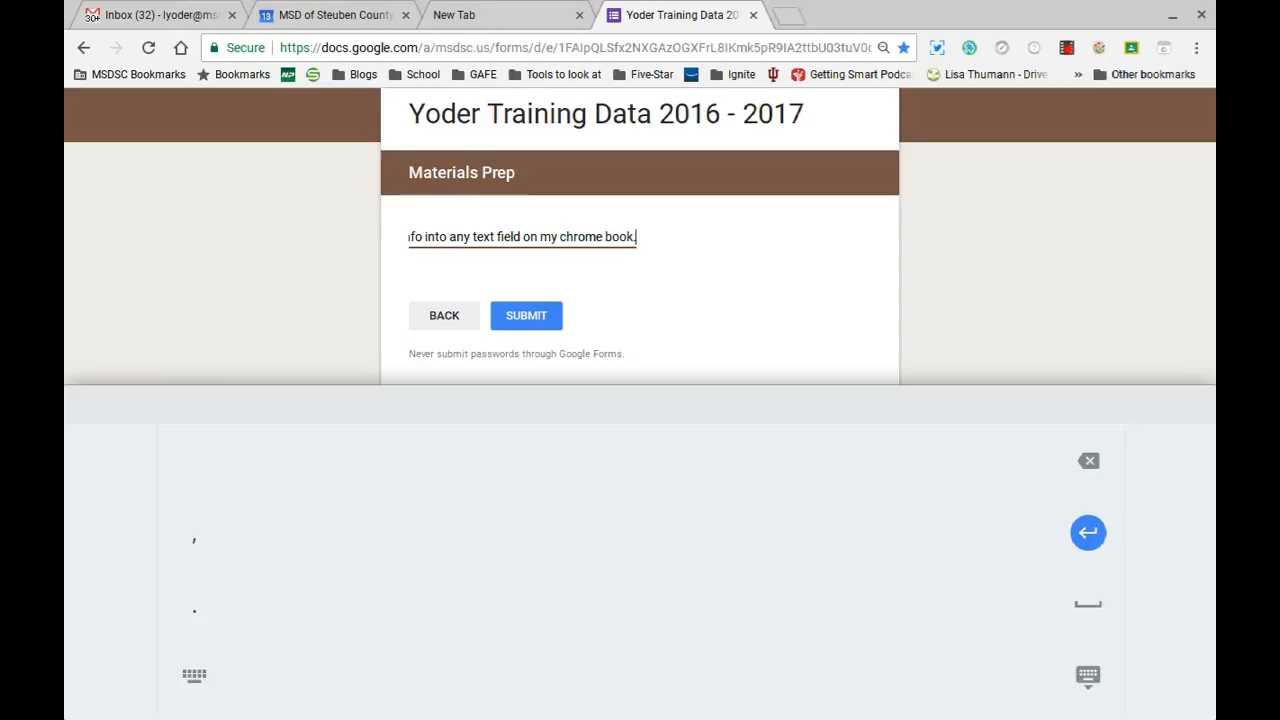 Inbox (32) - lyoder@ms
MSD of Steuben County
New Tab
Yoder Training Data 20
30+
13
Secure
https://docs.google.com/a/msdsc.us/forms/d/e/1FAIpQLSfx2NXGAzOGXFrL8IKmk5pR9IA2ttbU03tuV0
MSDSC Bookmarks
Bookmarks
Blogs
School
GAFE
Tools to look at
Five-Star
Ignite
Getting Smart Podca
Lisa Thumann - Drive
»
Other bookmarks
Yoder Training Data 2016 - 2017
Materials Prep
nfo into any text field on my chrome book.
BACK
SUBMIT
Never submit passwords through Google Forms.
,
.